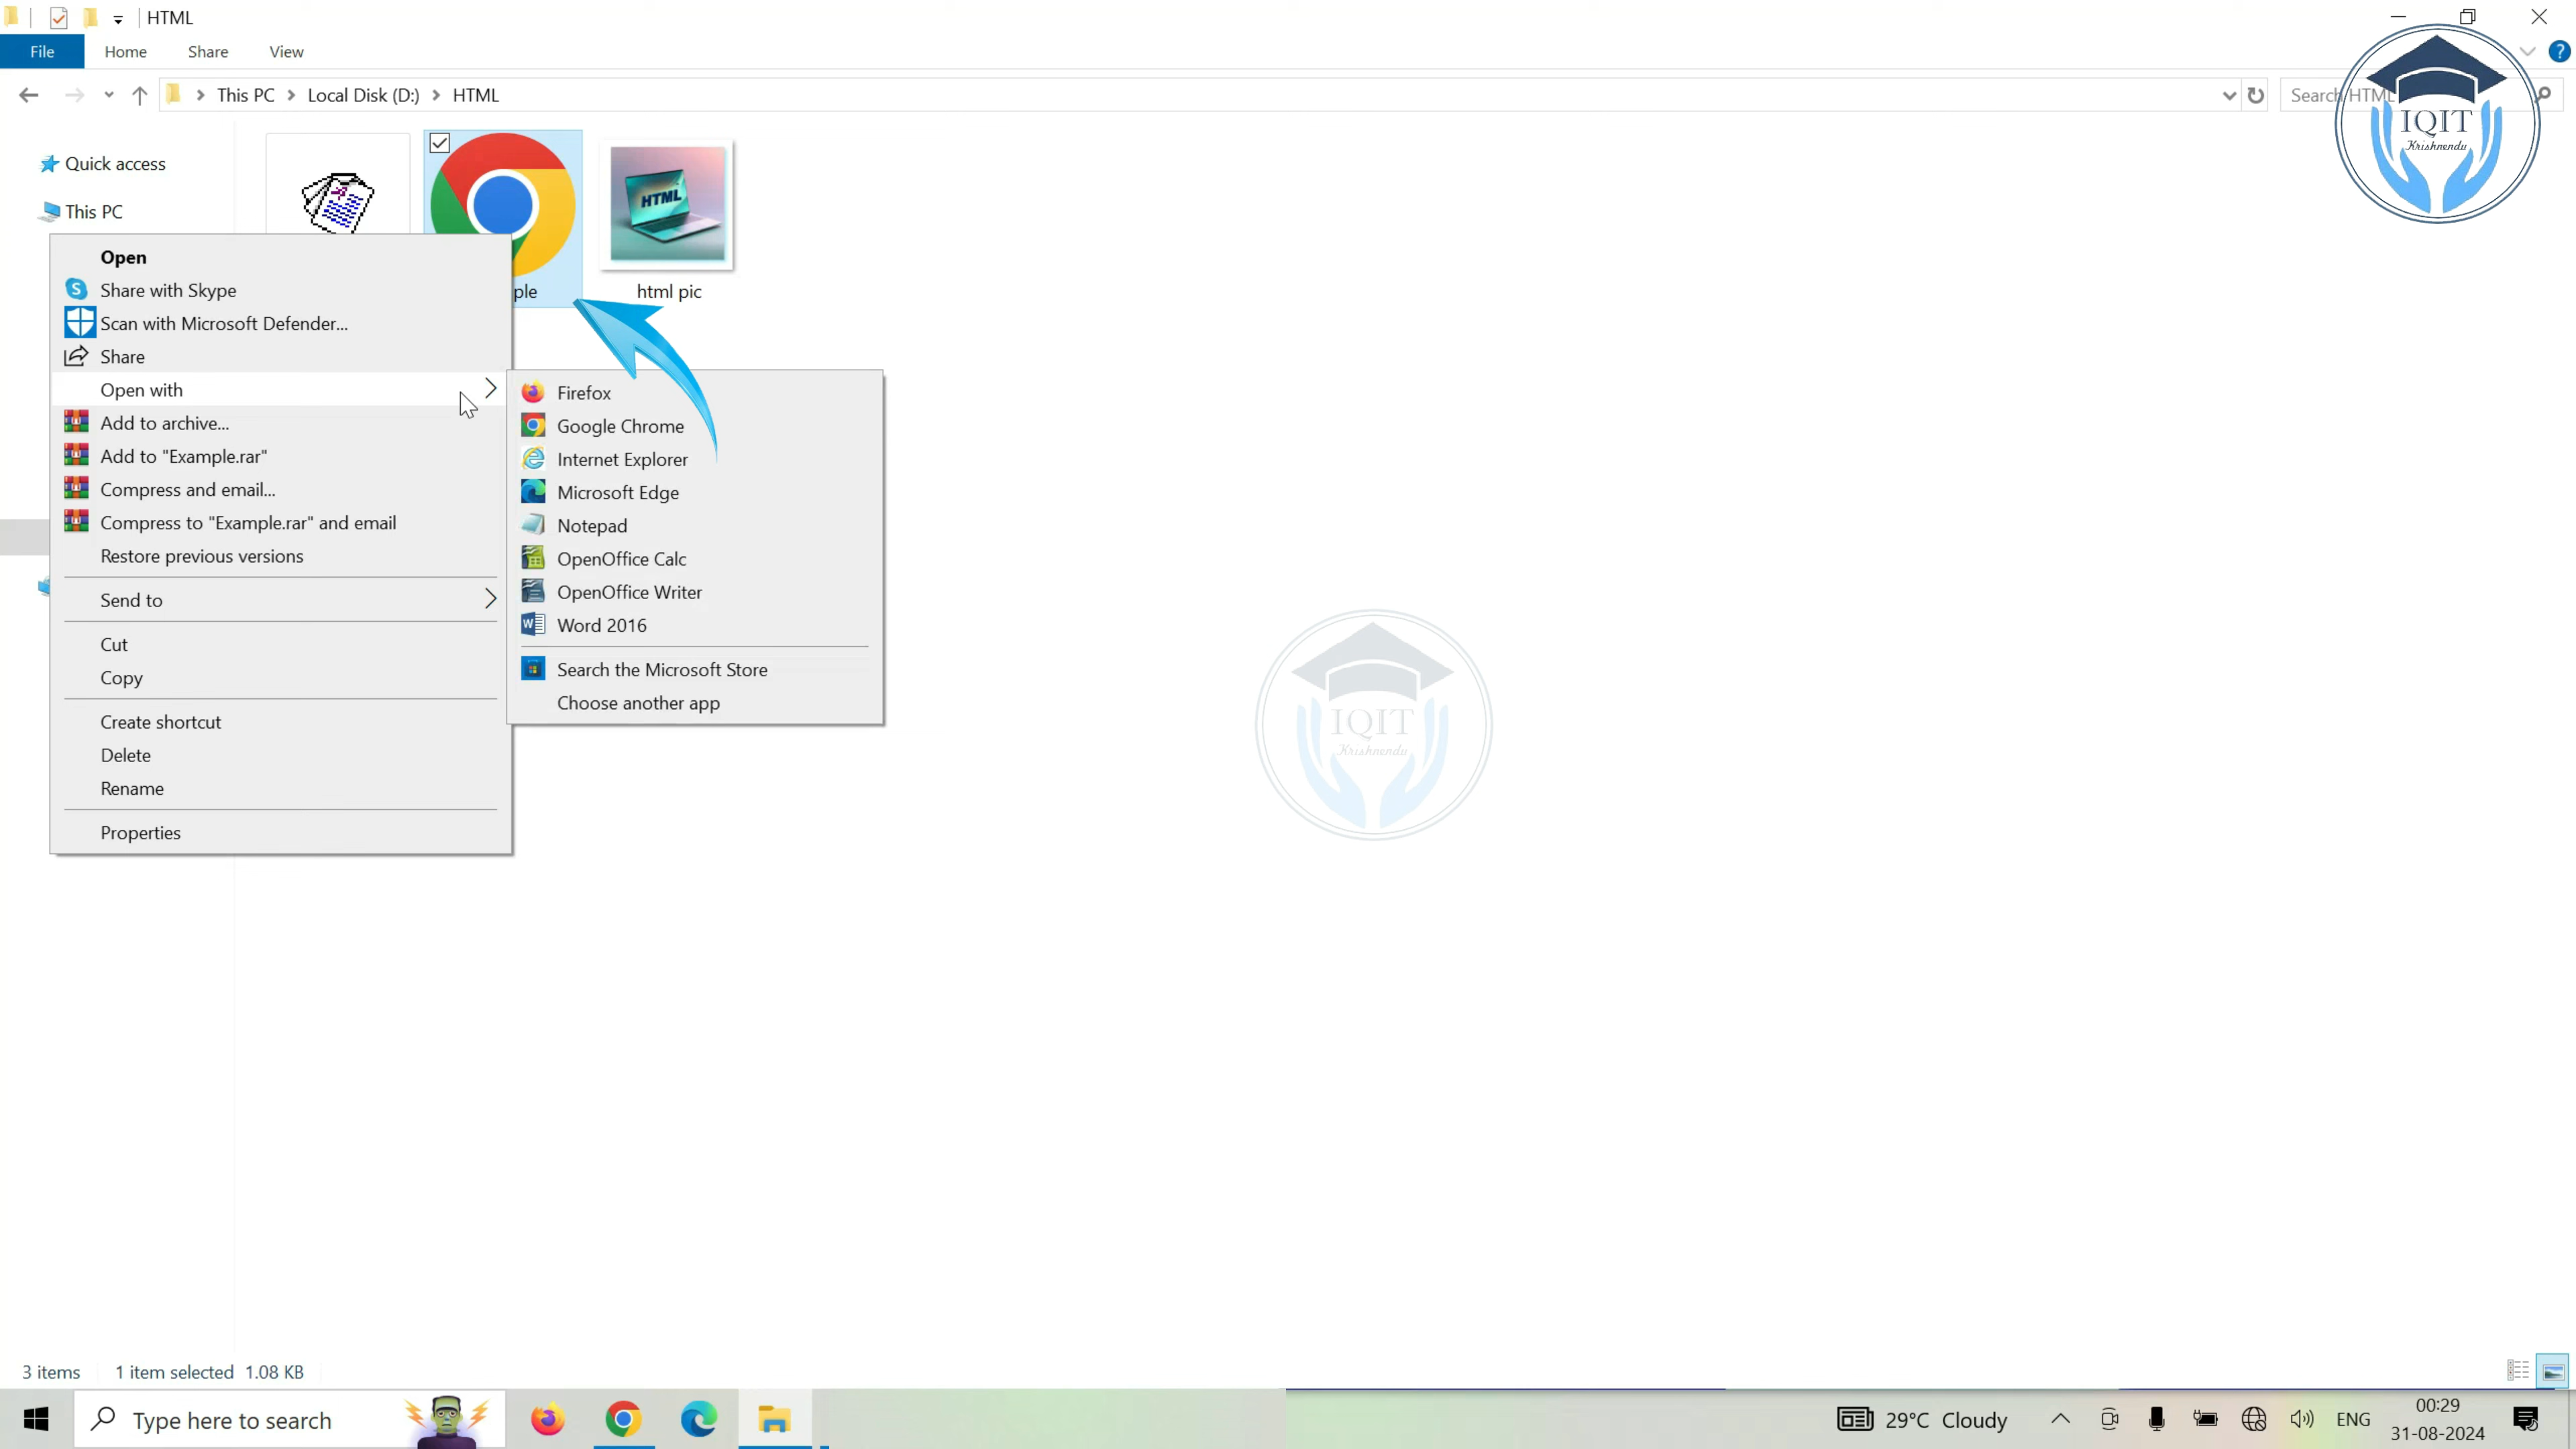 HTML
File Home Share View
This PC Local Disk (D:) HTML
Search HTML
IQIT
Krishnendu
Quick access
This PC
HTML
ple
html pic
Open
Share with Skype
Scan with Microsoft Defender...
Share
Open with
Add to archive...
Add to "Example.rar"
Compress and email...
Compress to "Example.rar" and email
Restore previous versions
Send to
Cut
Copy
Create shortcut
Delete
Rename
Properties
Firefox
Google Chrome
Internet Explorer
Microsoft Edge
Notepad
OpenOffice Calc
OpenOffice Writer
Word 2016
Search the Microsoft Store
Choose another app
IQIT
Krishnendu
3 items 1 item selected 1.08 KB
Type here to search
29°C Cloudy
ENG
00:29
31-08-2024